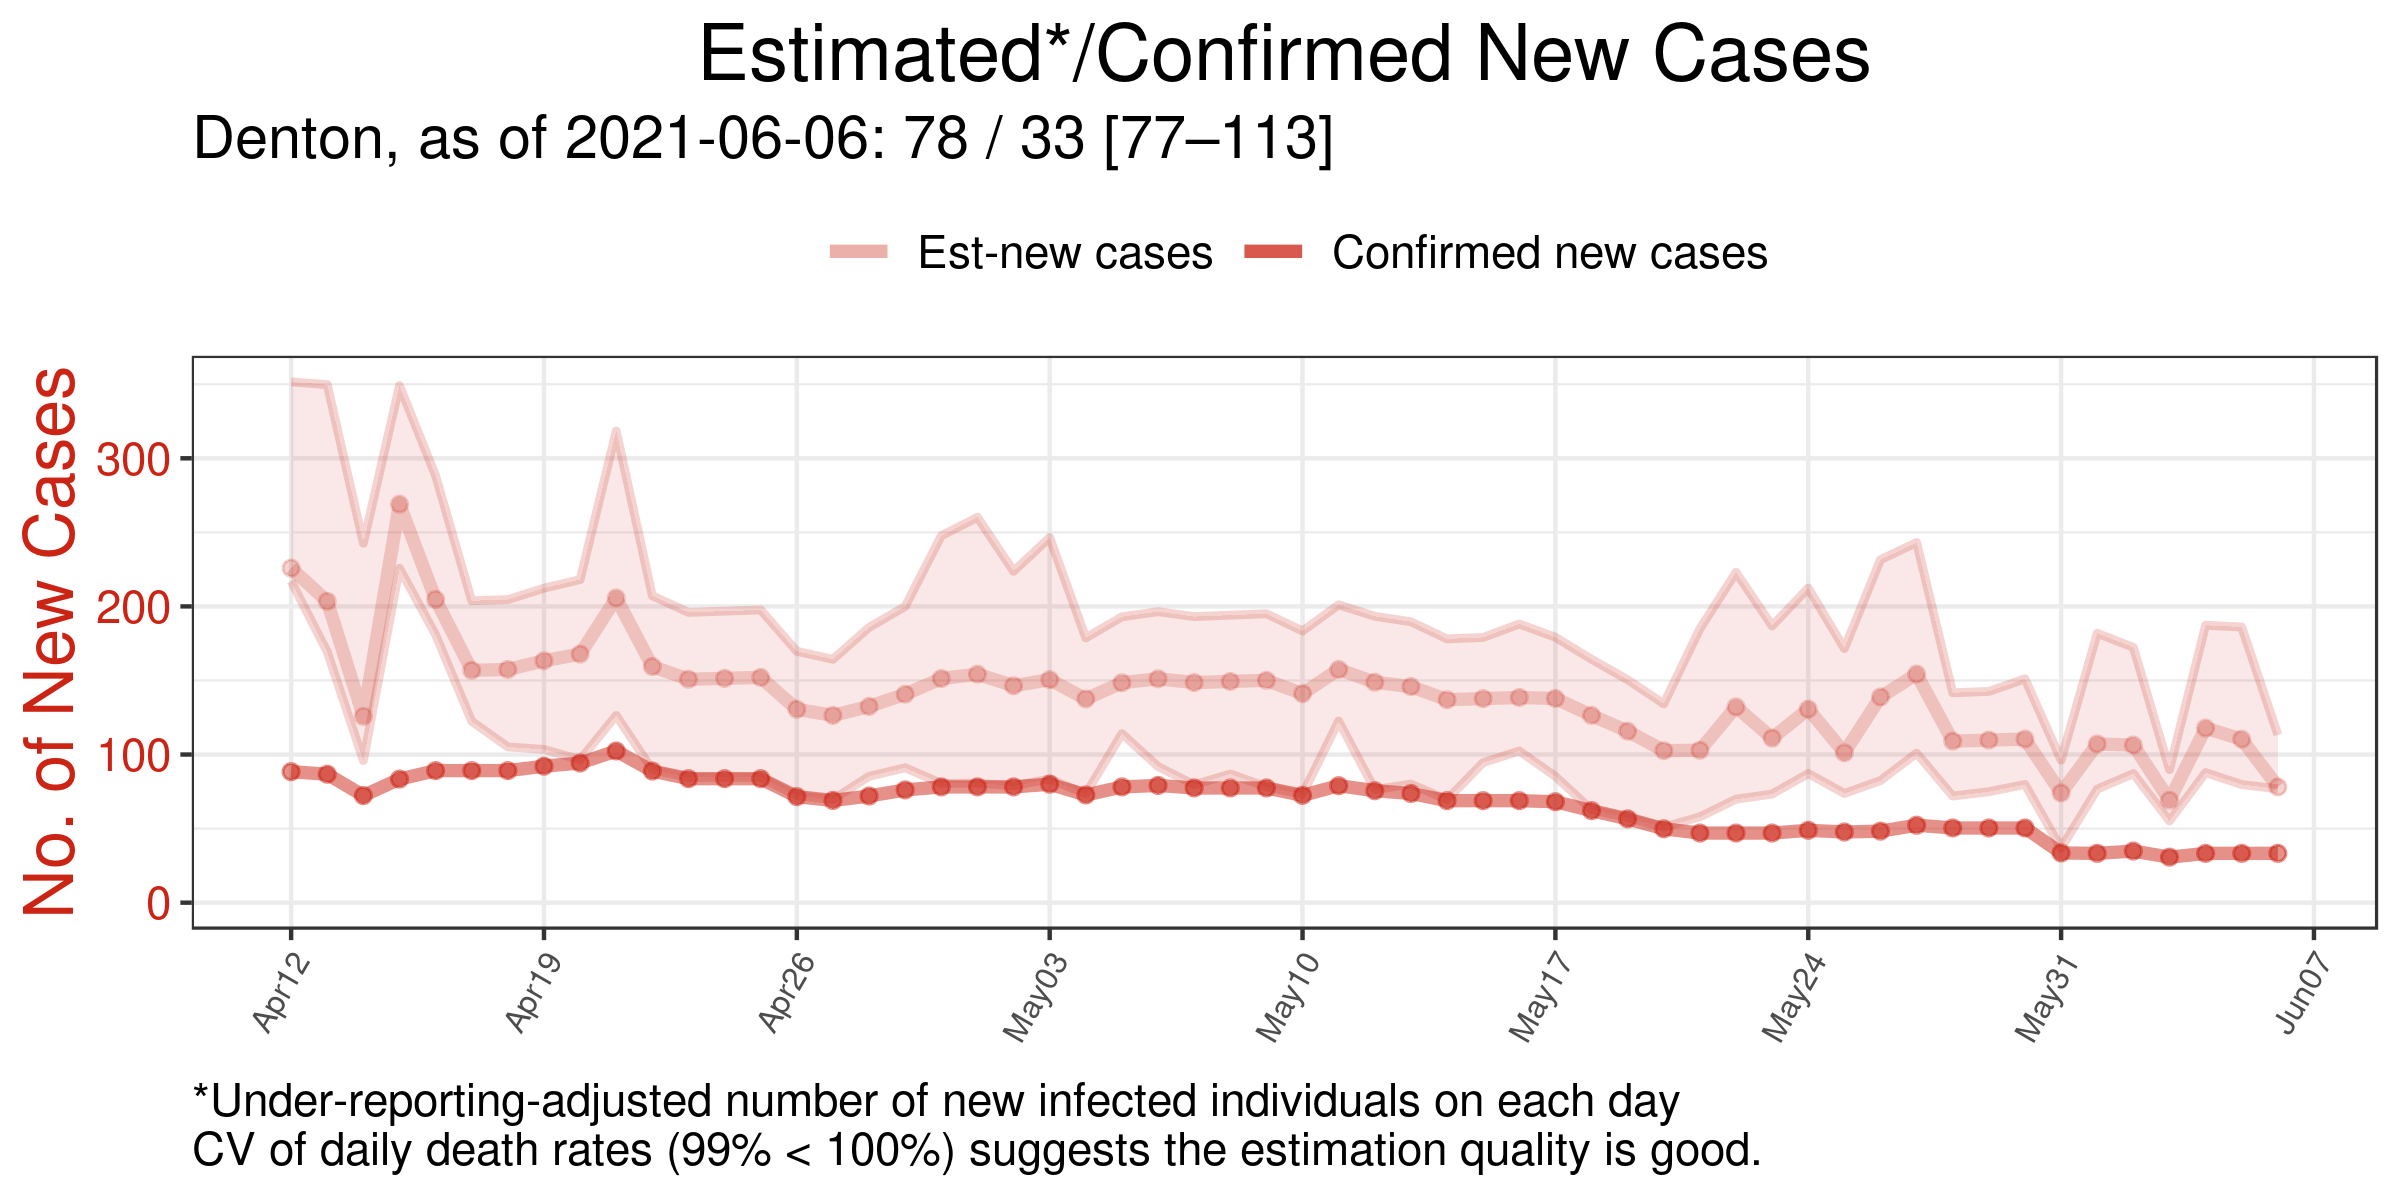 Estimated*/Confirmed New Cases
Denton, as of 2021-06-06: 78 / 33 [77–113]
Est-new cases
Confirmed new cases
No. of New Cases
300
200
100
0
Apr12
Apr19
Apr26
May03
May10
May17
May24
May31
Jun07
*Under-reporting-adjusted number of new infected individuals on each day
CV of daily death rates (99% < 100%) suggests the estimation quality is good.